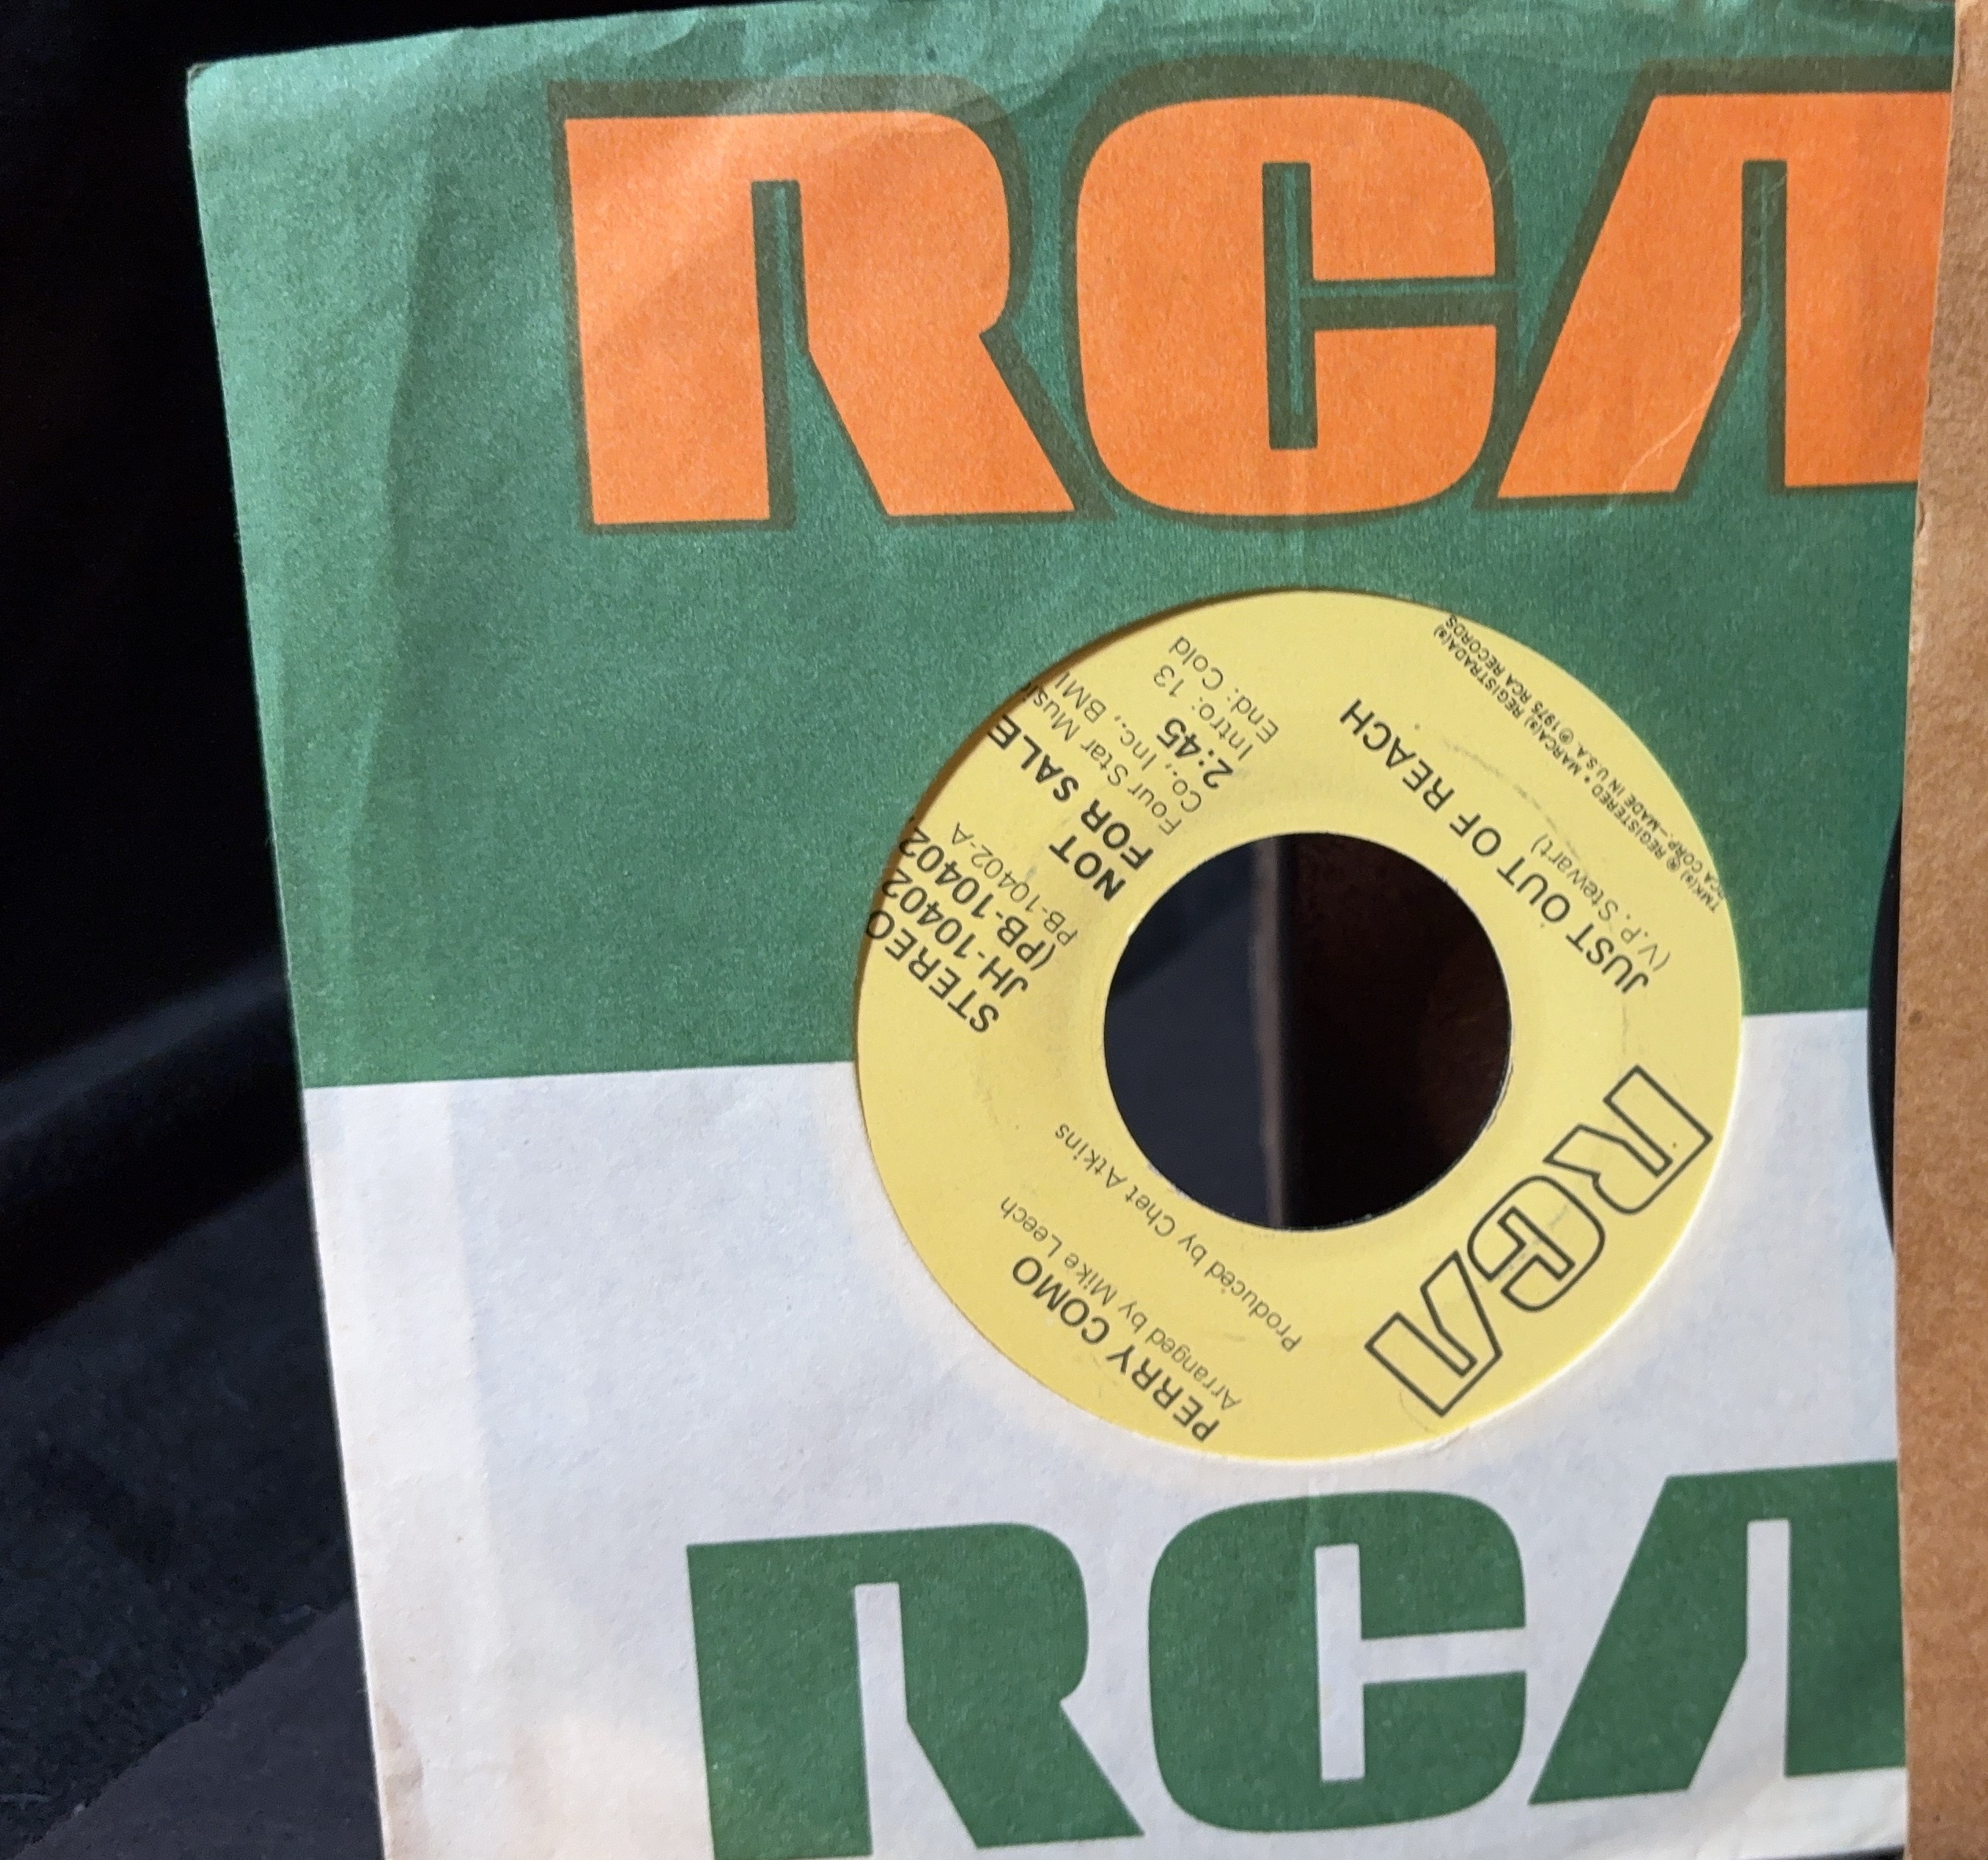 RCA
RCA
JUST OUT OF REACH
(V.P. Stewart)
STEREO
JH-10402
(PB-10402
PB-10402-A
NOT
FOR SALE
Four Star Music
Co., Inc., BMI
2:45
Intro: 13
End: Cold
Produced by Chet Atkins
Arranged by Mike Leech
PERRY COMO
TMK(s) ® REGISTERED • MARCA(s) REGISTRADA(s)
RCA CORP.—MADE IN U.S.A. ℗ 1975 RCA RECORDS
RCA